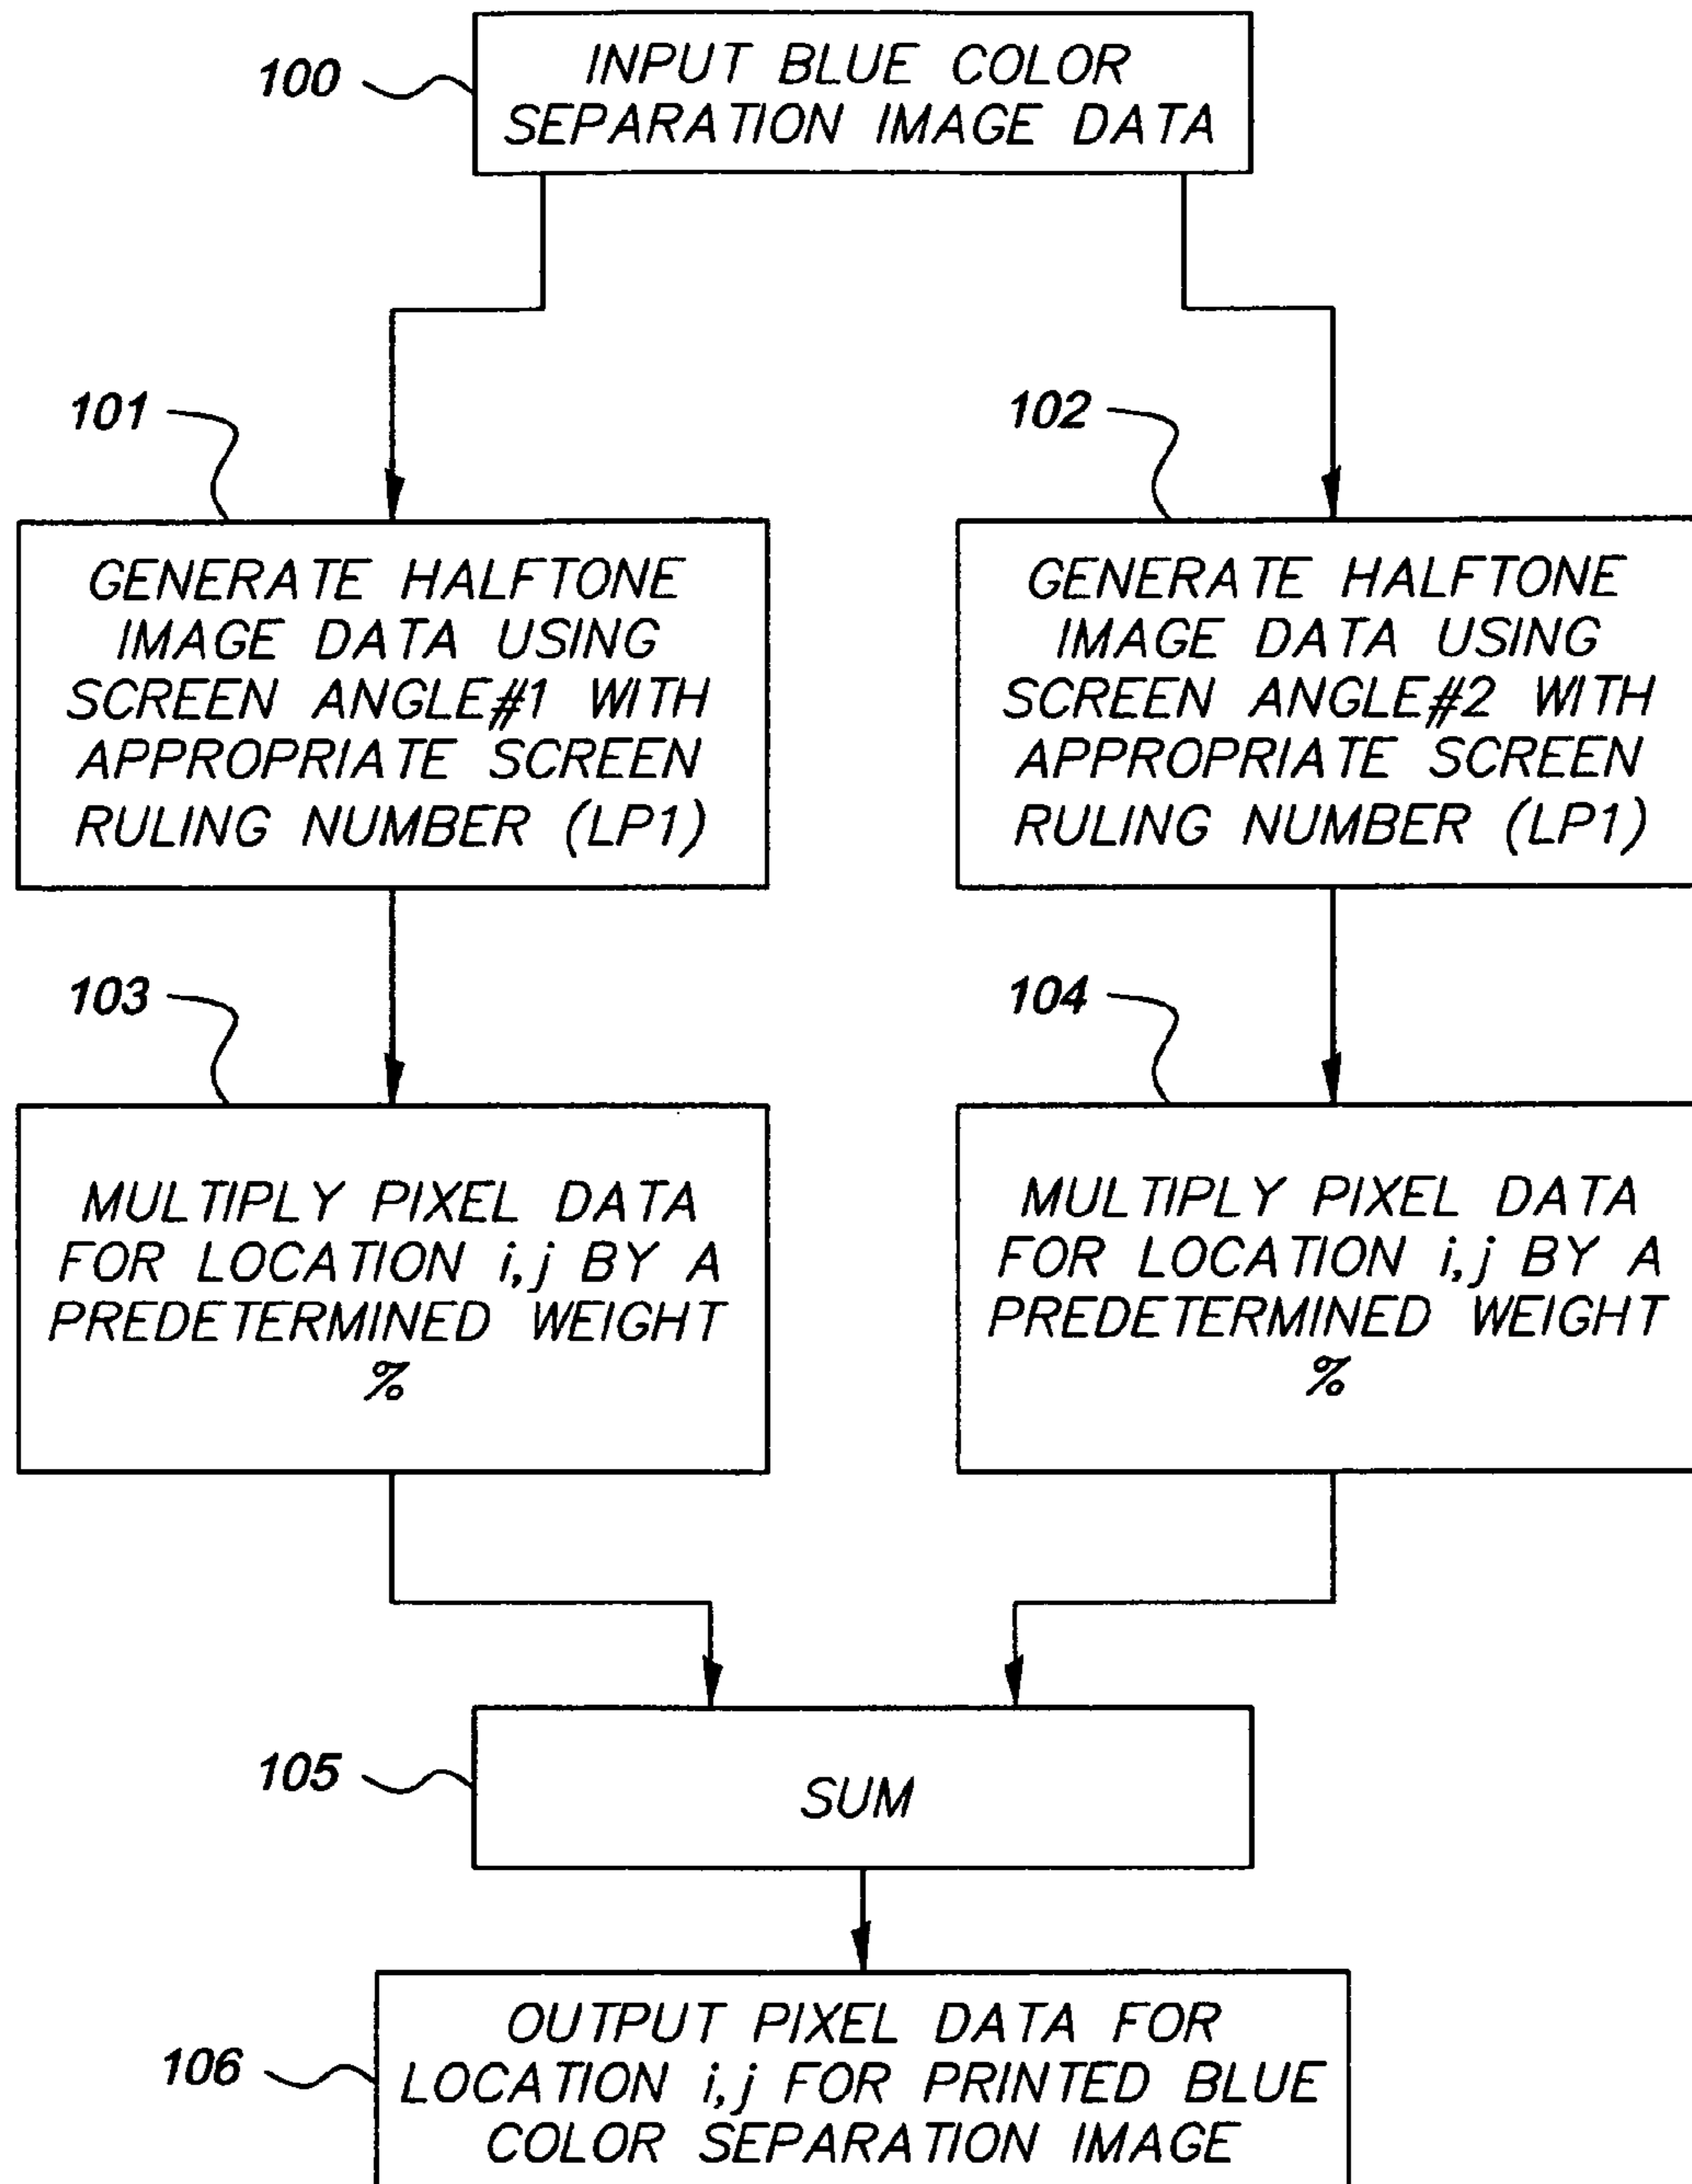 100
INPUT BLUE COLOR
SEPARATION IMAGE DATA
101
GENERATE HALFTONE
IMAGE DATA USING
SCREEN ANGLE#1 WITH
APPROPRIATE SCREEN
RULING NUMBER (LP1)
102
GENERATE HALFTONE
IMAGE DATA USING
SCREEN ANGLE#2 WITH
APPROPRIATE SCREEN
RULING NUMBER (LP1)
103
MULTIPLY PIXEL DATA
FOR LOCATION i,j BY A
PREDETERMINED WEIGHT
%
104
MULTIPLY PIXEL DATA
FOR LOCATION i,j BY A
PREDETERMINED WEIGHT
%
105
SUM
106
OUTPUT PIXEL DATA FOR
LOCATION i,j FOR PRINTED BLUE
COLOR SEPARATION IMAGE